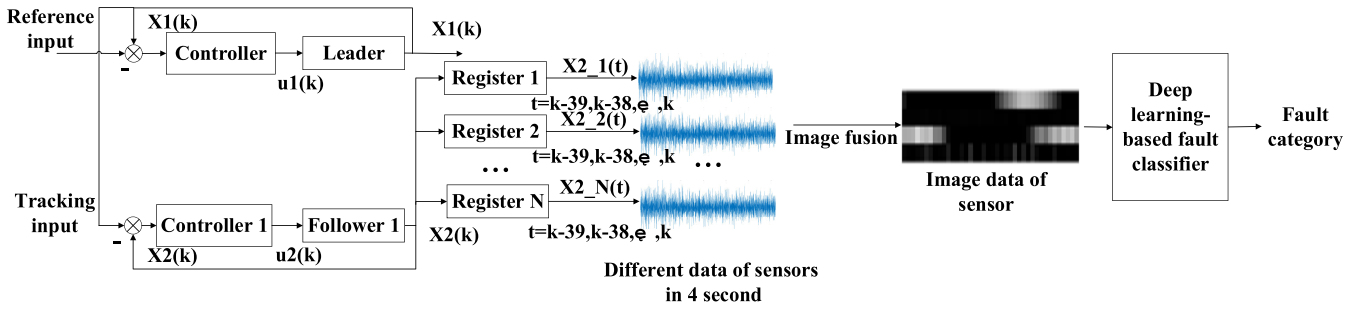 Reference
input
X1(k)
-
Controller
u1(k)
Leader
X1(k)
Register 1
X2_1(t)
t=k-39,k-38,ę ,k
Register 2
X2_2(t)
t=k-39,k-38,ę ,k
...
...
Register N
X2_N(t)
t=k-39,k-38,ę ,k
Tracking
input
-
X2(k)
Controller 1
u2(k)
Follower 1
X2(k)
Different data of sensors
in 4 second
Image fusion
Image data of
sensor
Deep
learning-
based fault
classifier
Fault
category